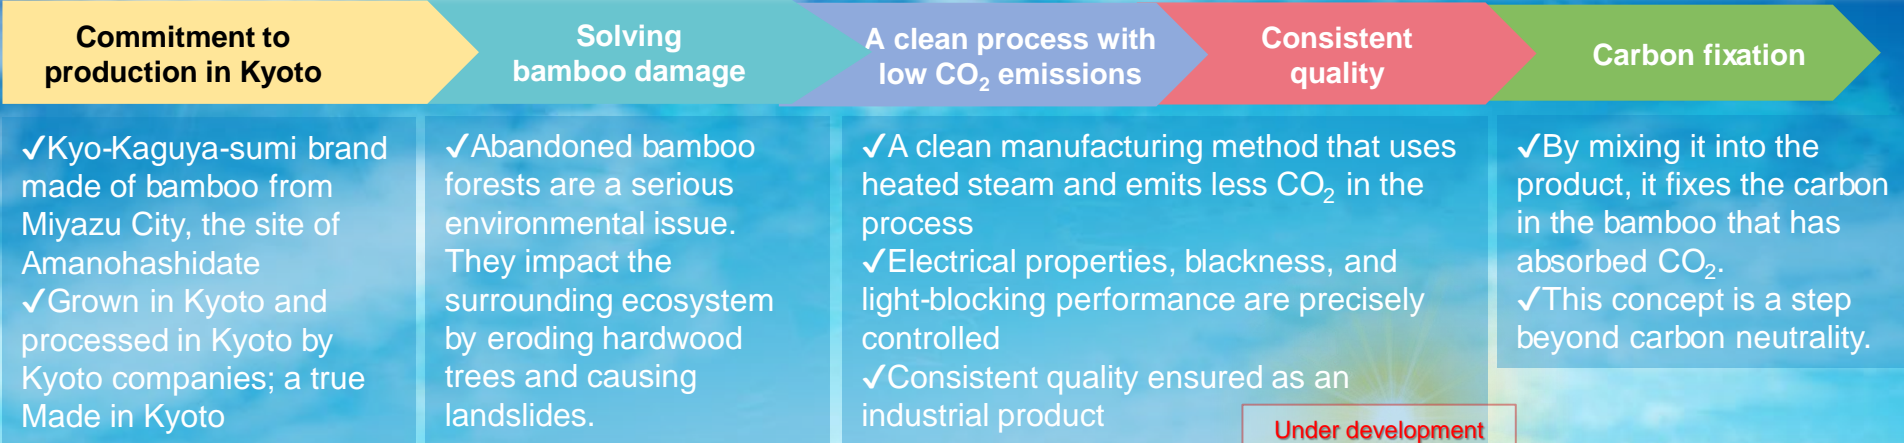 Commitment to
production in Kyoto
Solving
bamboo damage
A clean process with
low CO₂ emissions
Consistent
quality
Carbon fixation
✓Kyo-Kaguya-sumi brand
made of bamboo from
Miyazu City, the site of
Amanohashidate
✓Grown in Kyoto and
processed in Kyoto by
Kyoto companies; a true
Made in Kyoto
✓Abandoned bamboo
forests are a serious
environmental issue.
They impact the
surrounding ecosystem
by eroding hardwood
trees and causing
landslides.
✓A clean manufacturing method that uses
heated steam and emits less CO₂ in the
process
✓Electrical properties, blackness, and
light-blocking performance are precisely
controlled
✓Consistent quality ensured as an
industrial product
Under development
✓By mixing it into the
product, it fixes the carbon
in the bamboo that has
absorbed CO₂.
✓This concept is a step
beyond carbon neutrality.